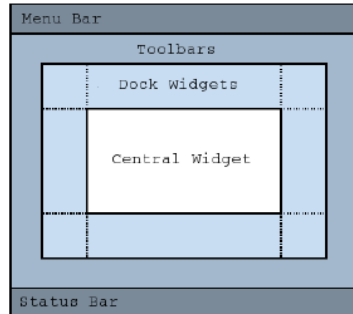 Menu Bar
Toolbars
Dock Widgets
Central Widget
Status Bar